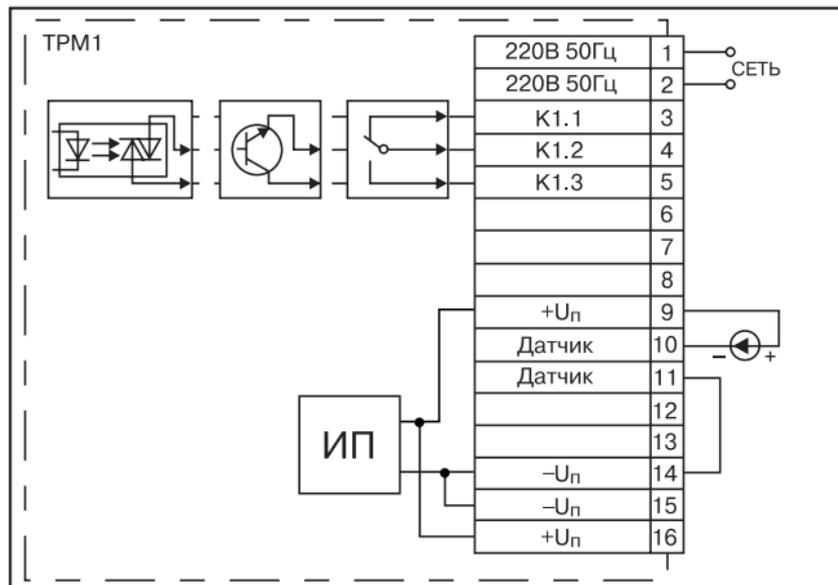 ТРМ1
220В 50Гц 1
220В 50Гц 2
СЕТЬ
К1.1 3
К1.2 4
К1.3 5
6
7
8
+Uп 9
Датчик 10 – +
Датчик 11
12
13
–Uп 14
–Uп 15
+Uп 16
ИП